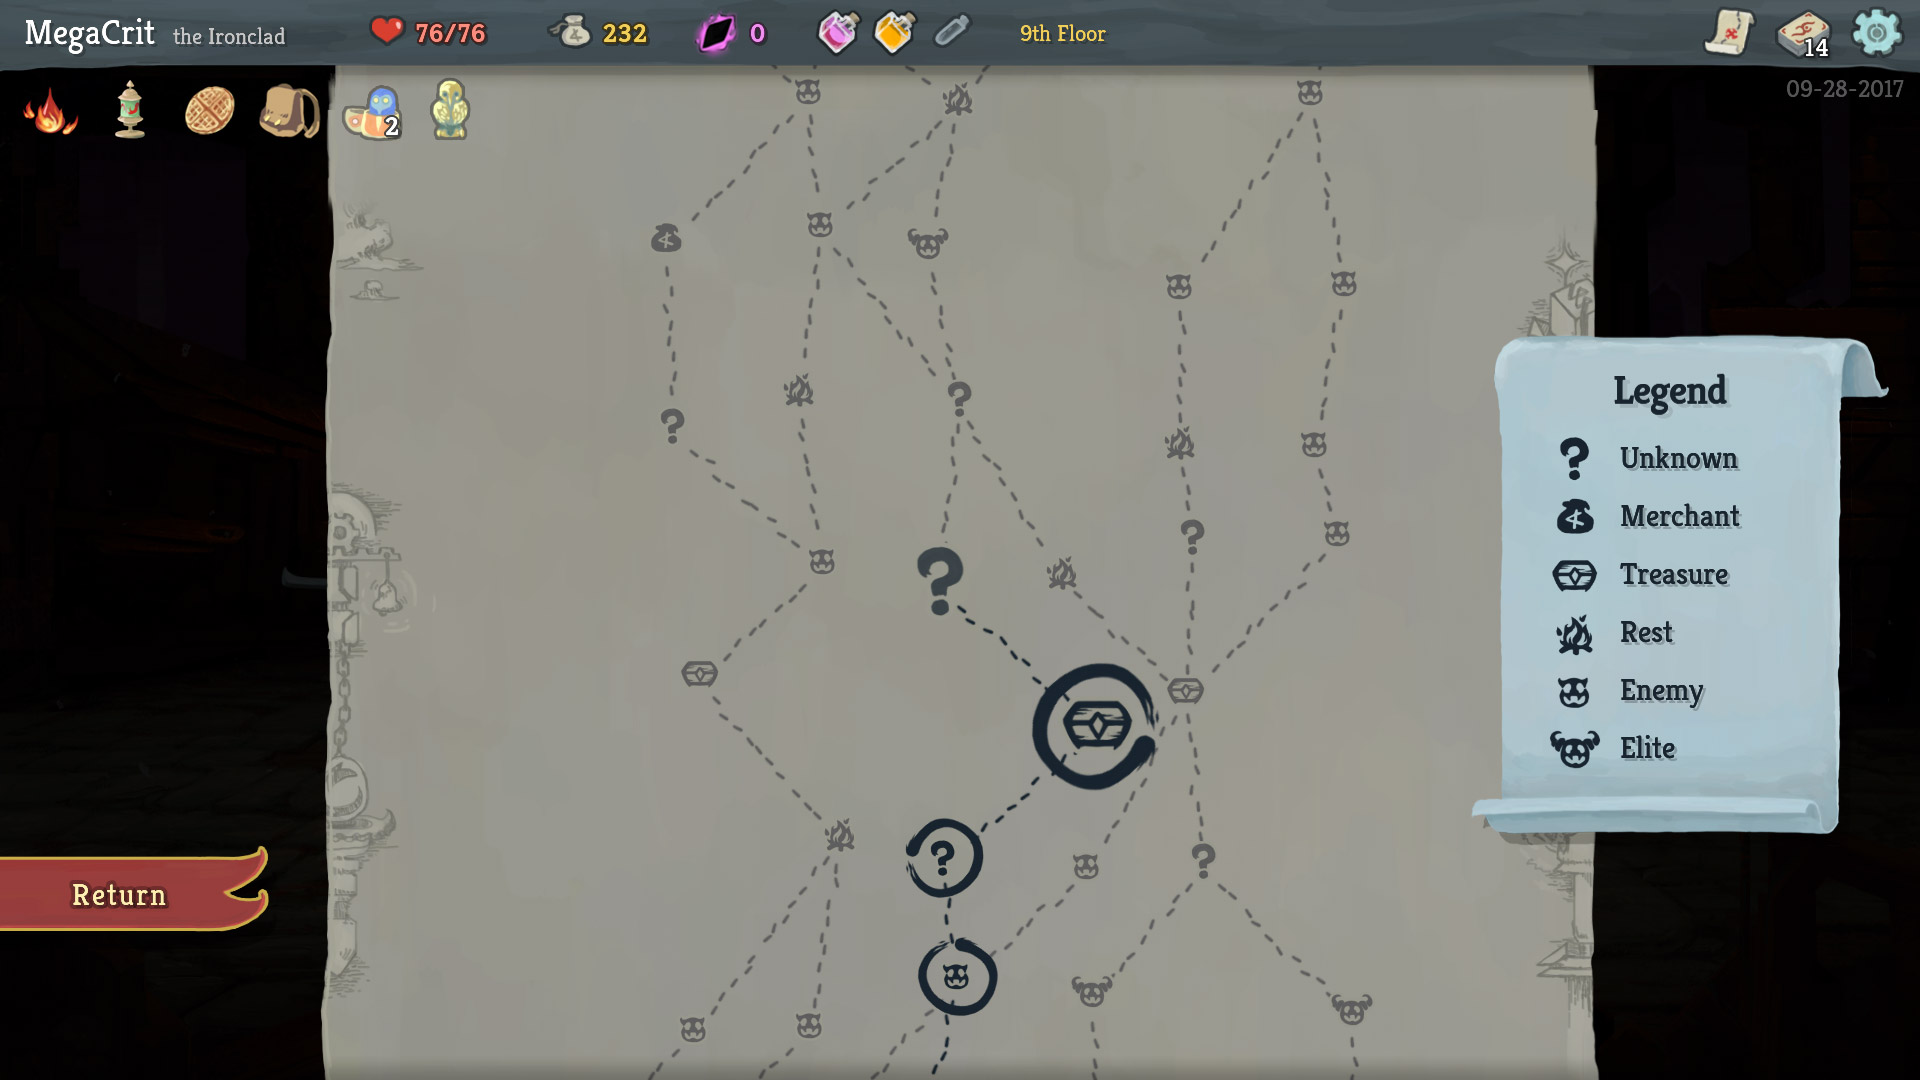 MegaCrit the Ironclad 76/76 232 0 9th Floor 14
09-28-2017
2
Legend
Unknown
Merchant
Treasure
Rest
Enemy
Elite
Return